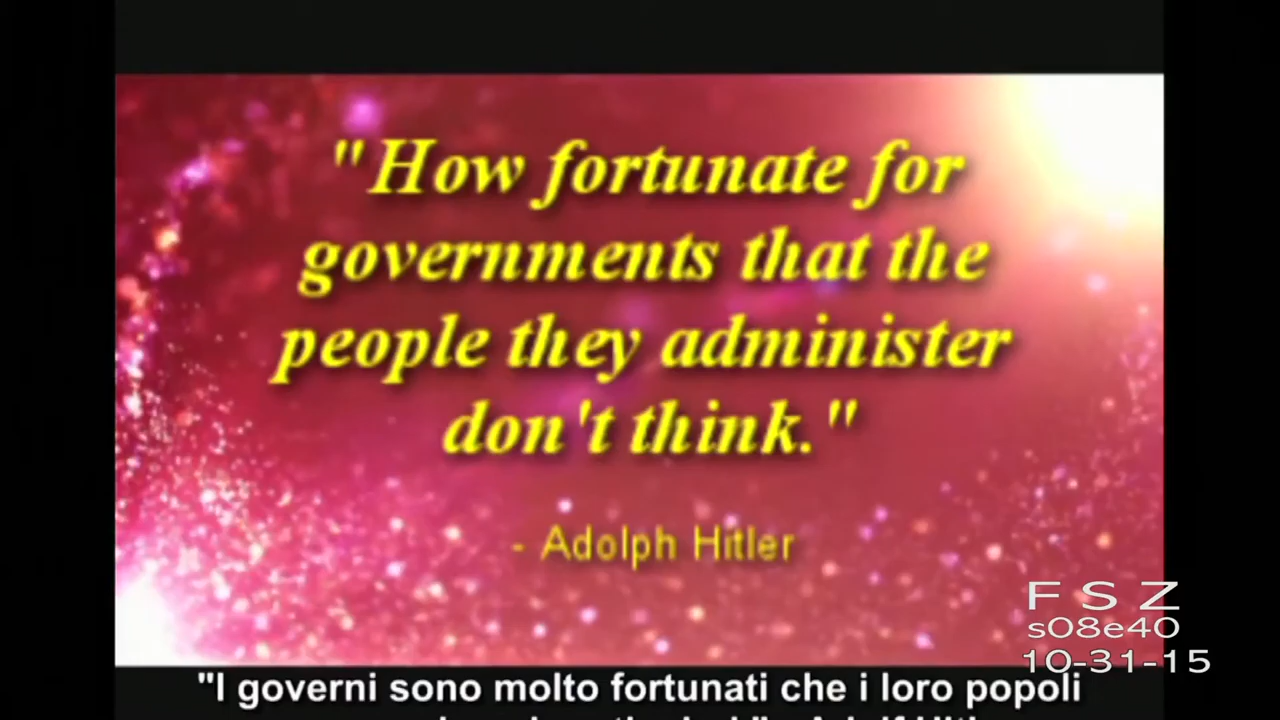 "How fortunate for
governments that the
people they administer
don't think."
- Adolph Hitler
F S Z
s08e40
10-31-15
"I governi sono molto fortunati che i loro popoli